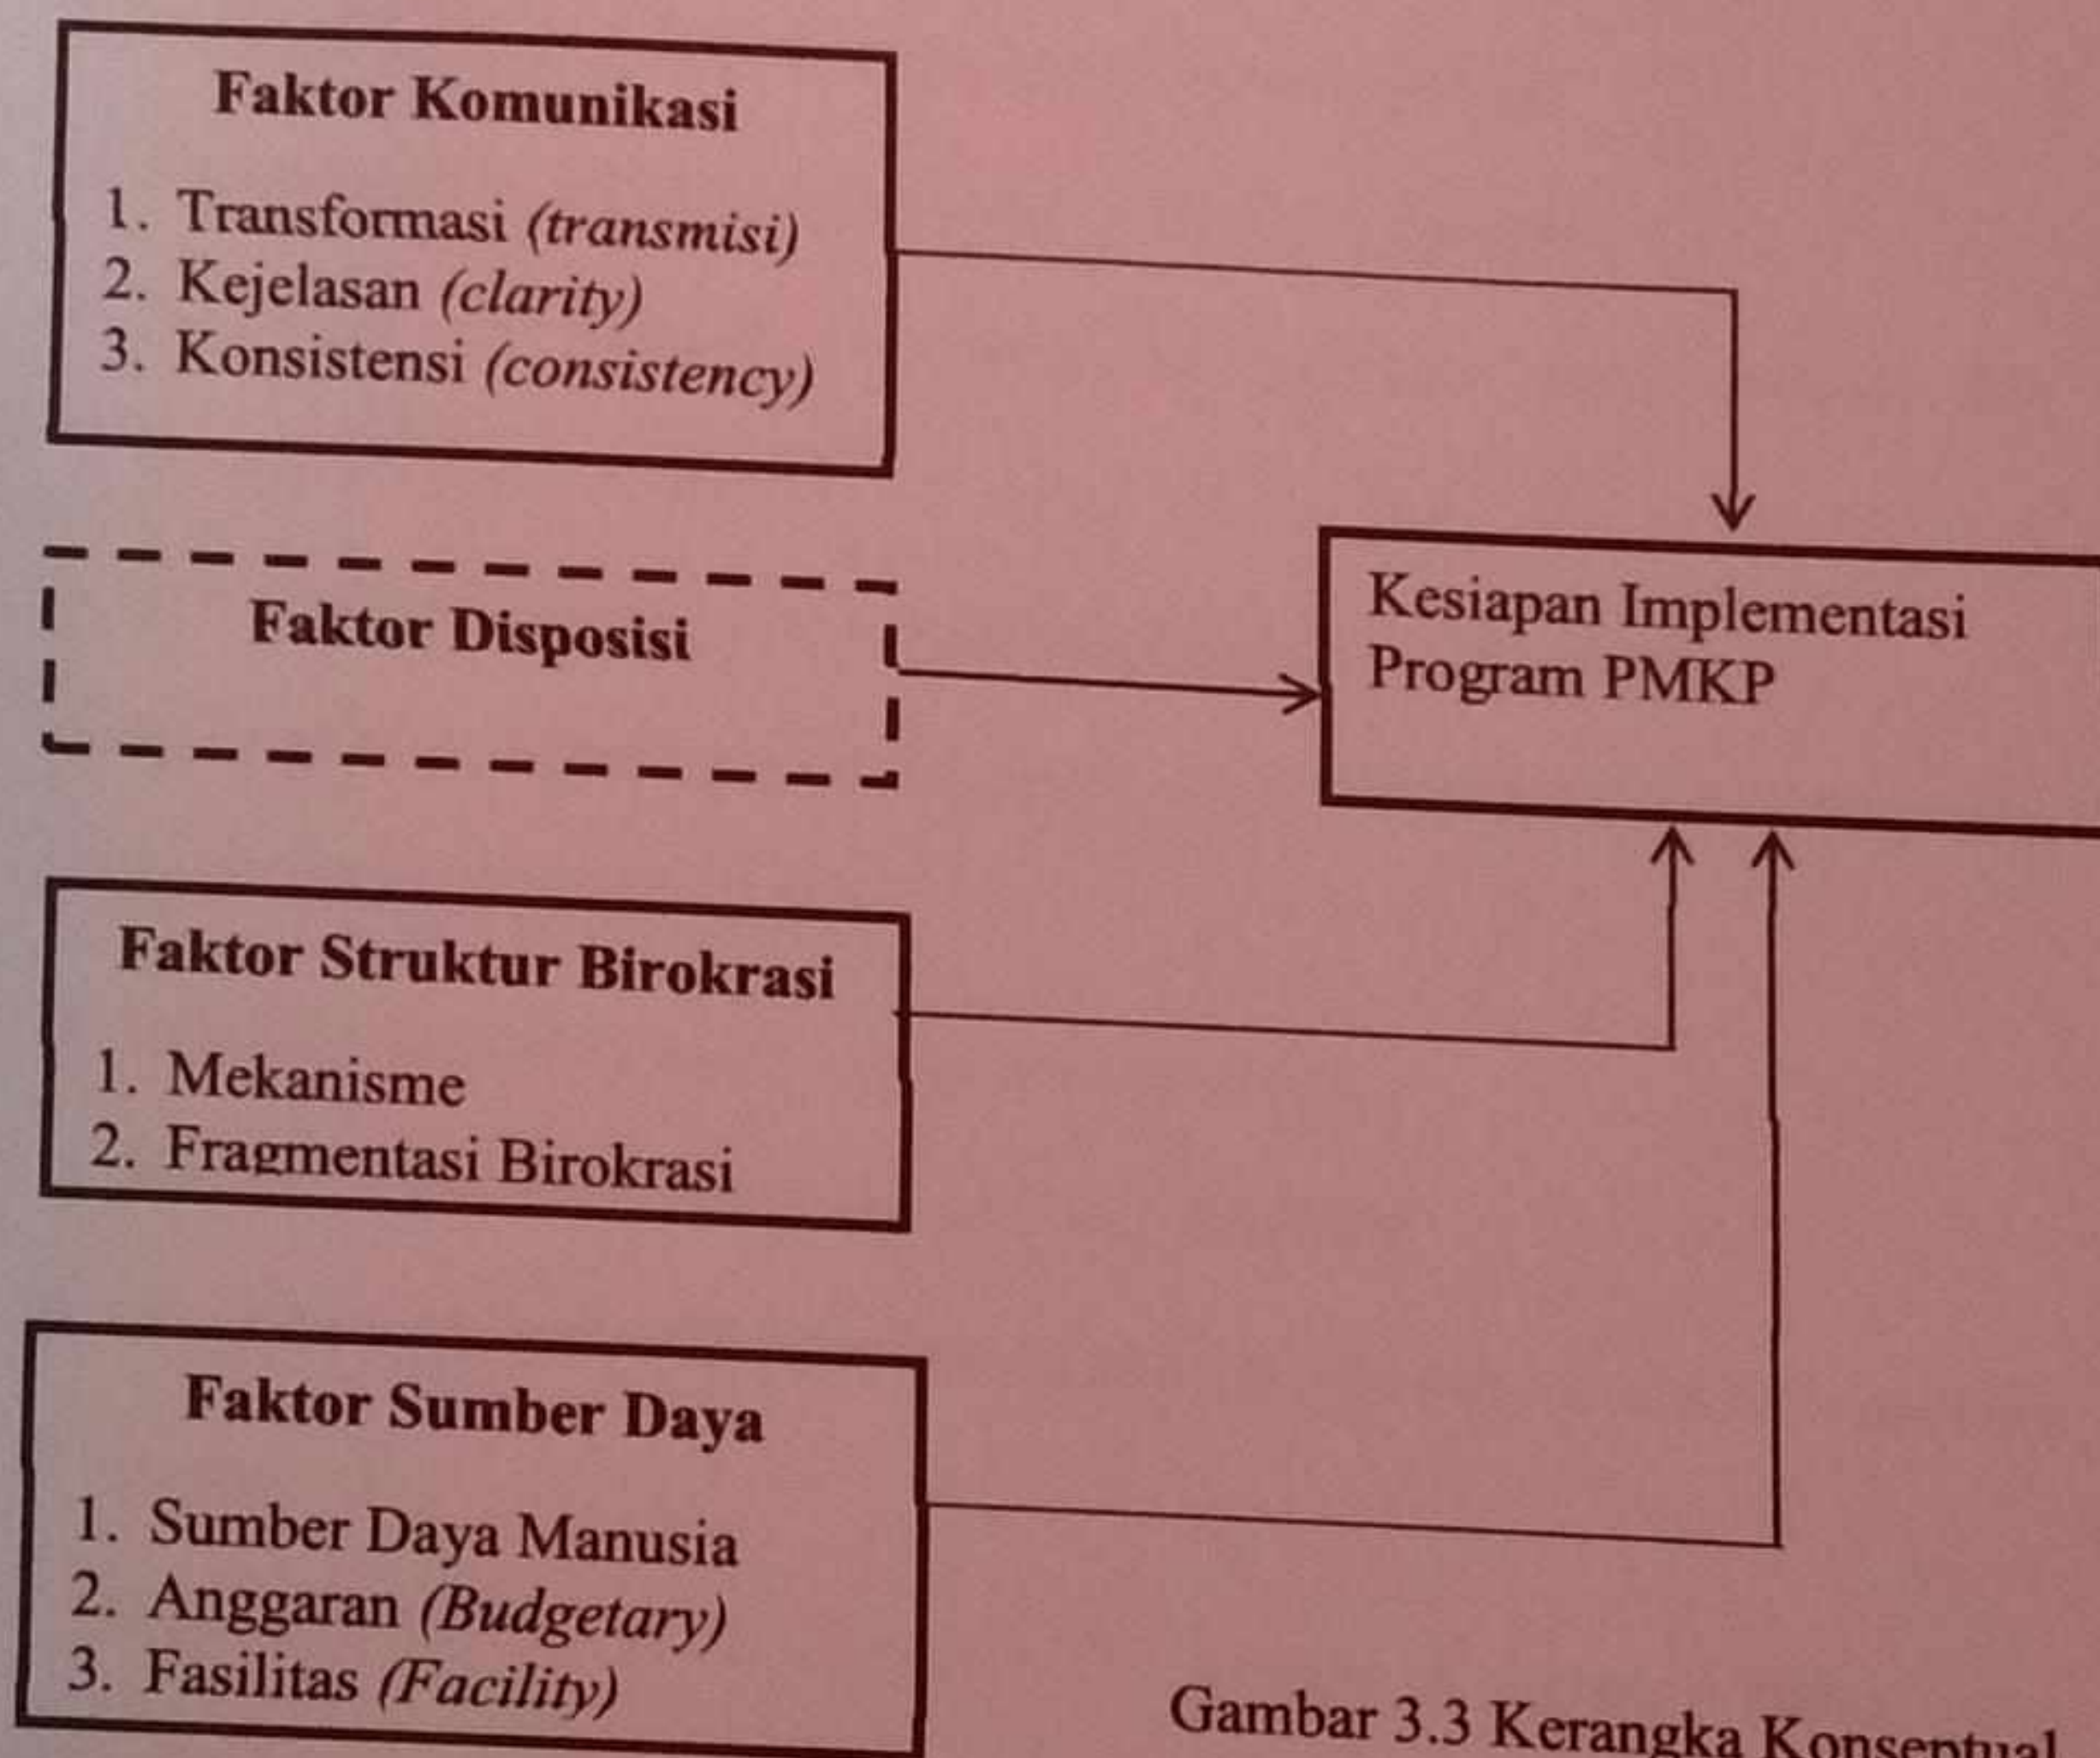 Faktor Komunikasi
1. Transformasi (transmisi)
2. Kejelasan (clarity)
3. Konsistensi (consistency)
Faktor Disposisi
Kesiapan Implementasi
Program PMKP
Faktor Struktur Birokrasi
1. Mekanisme
2. Fragmentasi Birokrasi
Faktor Sumber Daya
1. Sumber Daya Manusia
2. Anggaran (Budgetary)
3. Fasilitas (Facility)
Gambar 3.3 Kerangka Konseptual